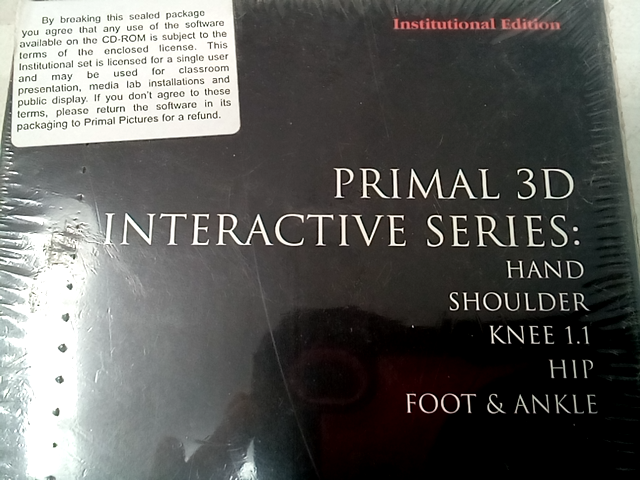 By breaking this sealed package
you agree that any use of the software
available on the CD-ROM is subject to the
terms of the enclosed license. This
Institutional set is licensed for a single user
and may be used for classroom
presentation, media lab installations and
public display. If you don't agree to these
terms, please return the software in its
packaging to Primal Pictures for a refund.
Institutional Edition
PRIMAL 3D
INTERACTIVE SERIES:
HAND
SHOULDER
KNEE 1.1
HIP
FOOT & ANKLE